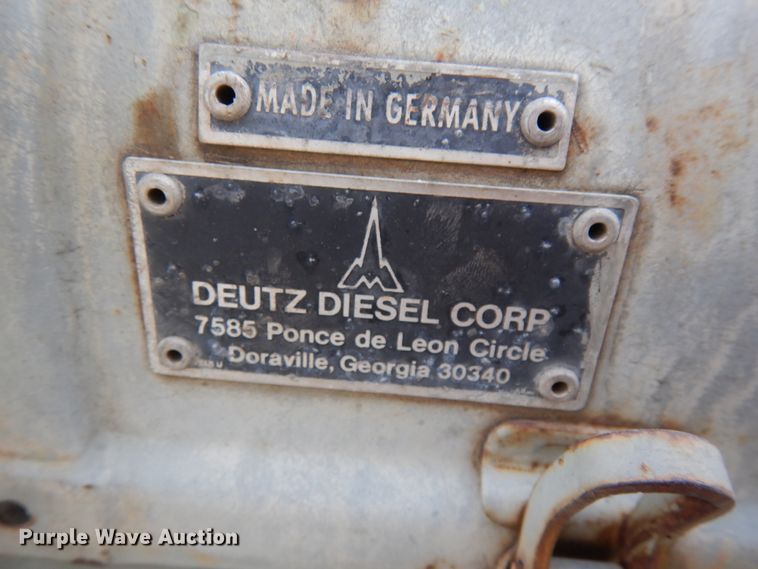 MADE IN GERMANY
DEUTZ DIESEL CORP
7585 Ponce de Leon Circle
Doraville, Georgia 30340
Purple Wave Auction